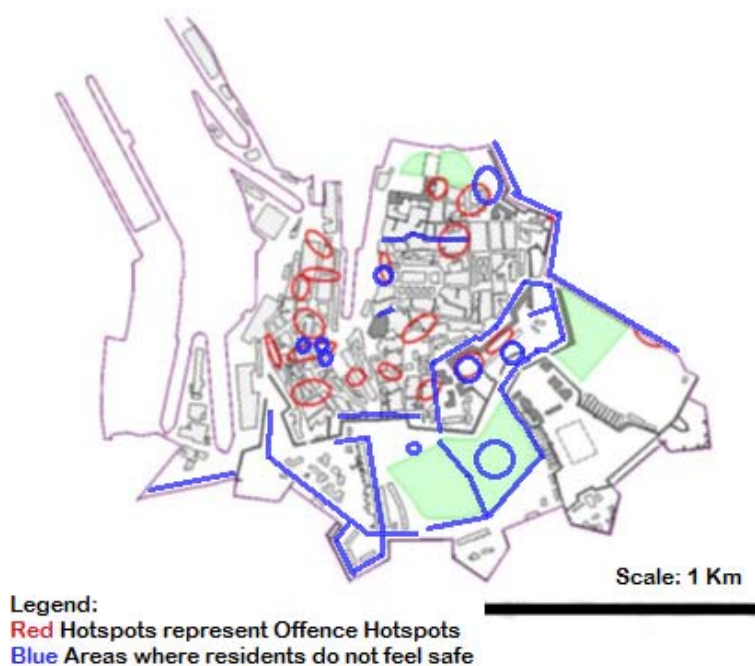 Scale: 1 Km
Legend:
Red Hotspots represent Offence Hotspots
Blue Areas where residents do not feel safe